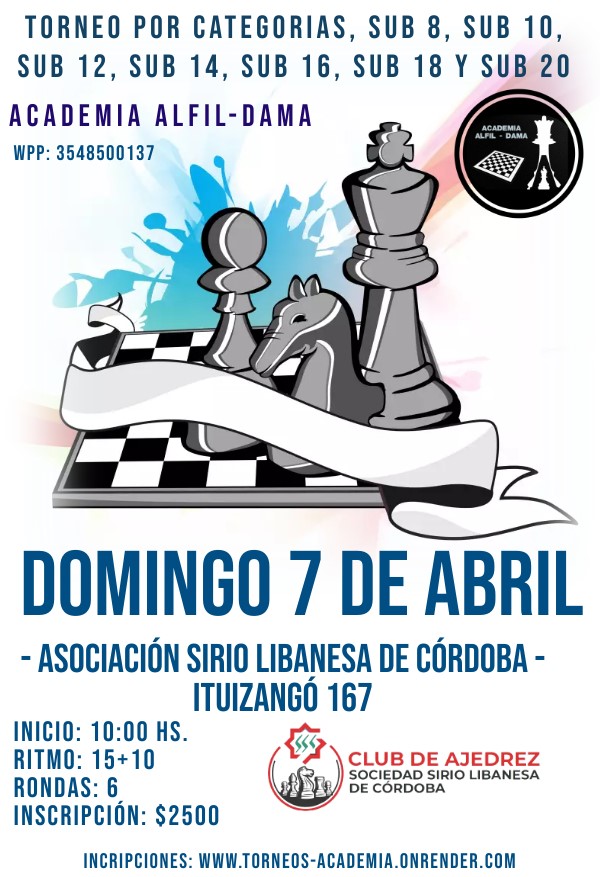 TORNEO POR CATEGORIAS, SUB 8, SUB 10,
SUB 12, SUB 14, SUB 16, SUB 18 Y SUB 20
ACADEMIA ALFIL-DAMA
WPP: 3548500137
ACADEMIA
ALFIL - DAMA
DOMINGO 7 DE ABRIL
- ASOCIACIÓN SIRIO LIBANESA DE CÓRDOBA -
ITUIZANGÓ 167
INICIO: 10:00 HS.
RITMO: 15+10
RONDAS: 6
INSCRIPCIÓN: $2500
CLUB DE AJEDREZ
SOCIEDAD SIRIO LIBANESA
DE CÓRDOBA
INCRIPCIONES: WWW.TORNEOS-ACADEMIA.ONRENDER.COM